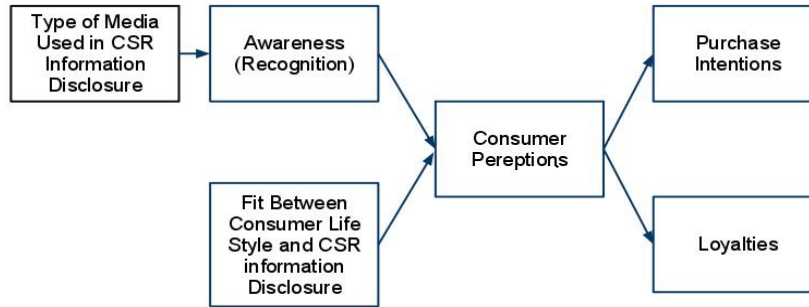 Type of Media
Used in CSR
Information
Disclosure
Awareness
(Recognition)
Purchase
Intentions
Consumer
Pereptions
Fit Between
Consumer Life
Style and CSR
information
Disclosure
Loyalties